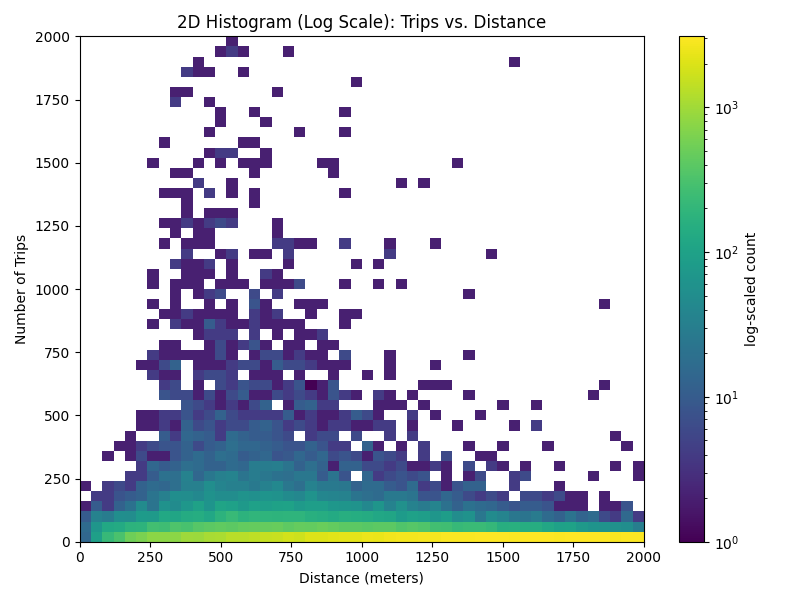 2D Histogram (Log Scale): Trips vs. Distance
2000
1750
1500
1250
1000
750
500
250
0
Number of Trips
0 250 500 750 1000 1250 1500 1750 2000
Distance (meters)
10³
10²
10¹
10⁰
log-scaled count